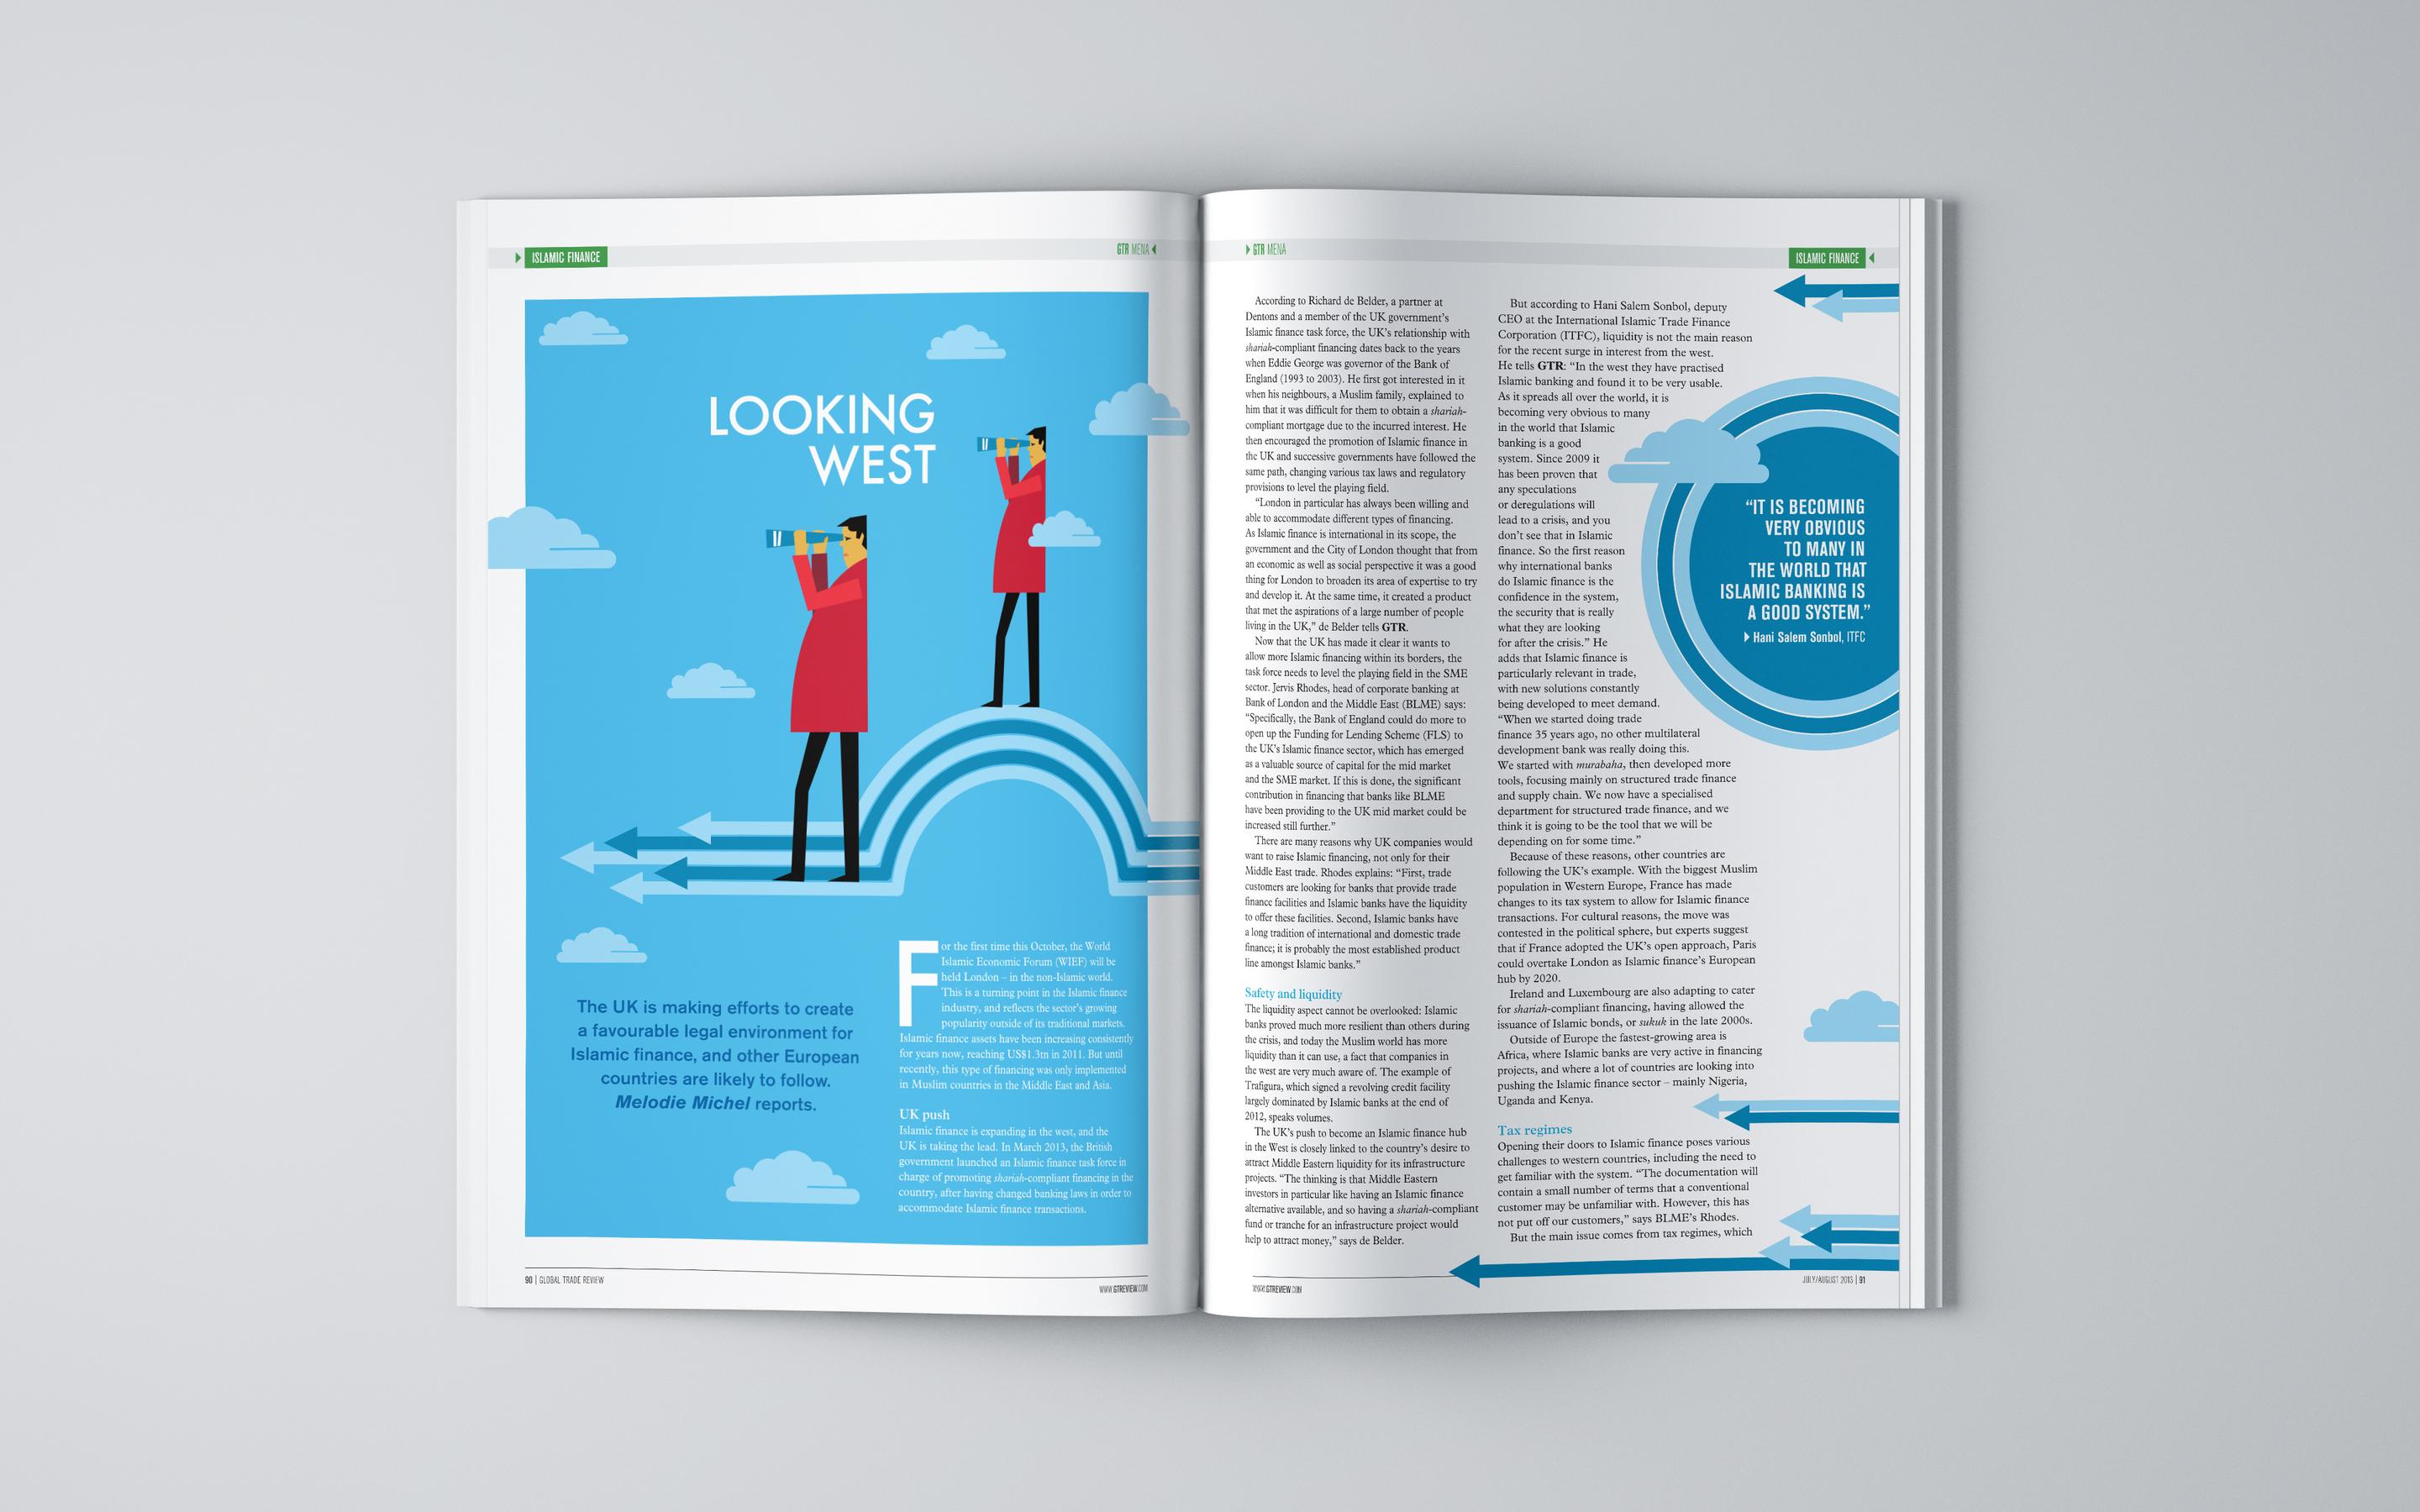 ISLAMIC FINANCE
GTR MENA
LOOKING
WEST
The UK is making efforts to create
a favourable legal environment for
Islamic finance, and other European
countries are likely to follow.
Melodie Michel reports.
For the first time this October, the World
Islamic Economic Forum (WIEF) will be
held London – in the non-Islamic world.
This is a turning point in the Islamic finance
industry, and reflects the sector's growing
popularity outside of its traditional markets.
Islamic finance assets have been increasing consistently
for years now, reaching US$1.3tn in 2011. But until
recently, this type of financing was only implemented
in Muslim countries in the Middle East and Asia.
UK push
Islamic finance is expanding in the west, and the
UK is taking the lead. In March 2013, the British
government launched an Islamic finance task force in
charge of promoting shariah-compliant financing in the
country, after having changed banking laws in order to
accommodate Islamic finance transactions.
90 | GLOBAL TRADE REVIEW
WWW.GTREVIEW.COM
GTR MENA
ISLAMIC FINANCE
According to Richard de Belder, a partner at
Dentons and a member of the UK government's
Islamic finance task force, the UK's relationship with
shariah-compliant financing dates back to the years
when Eddie George was governor of the Bank of
England (1993 to 2003). He first got interested in it
when his neighbours, a Muslim family, explained to
him that it was difficult for them to obtain a shariah-
compliant mortgage due to the incurred interest. He
then encouraged the promotion of Islamic finance in
the UK and successive governments have followed the
same path, changing various tax laws and regulatory
provisions to level the playing field.
"London in particular has always been willing and
able to accommodate different types of financing.
As Islamic finance is international in its scope, the
government and the City of London thought that from
an economic as well as social perspective it was a good
thing for London to broaden its area of expertise to try
and develop it. At the same time, it created a product
that met the aspirations of a large number of people
living in the UK," de Belder tells GTR.
Now that the UK has made it clear it wants to
allow more Islamic financing within its borders, the
task force needs to level the playing field in the SME
sector. Jervis Rhodes, head of corporate banking at
Bank of London and the Middle East (BLME) says:
"Specifically, the Bank of England could do more to
open up the Funding for Lending Scheme (FLS) to
the UK's Islamic finance sector, which has emerged
as a valuable source of capital for the mid market
and the SME market. If this is done, the significant
contribution in financing that banks like BLME
have been providing to the UK mid market could be
increased still further."
There are many reasons why UK companies would
want to raise Islamic financing, not only for their
Middle East trade. Rhodes explains: "First, trade
customers are looking for banks that provide trade
finance facilities and Islamic banks have the liquidity
to offer these facilities. Second, Islamic banks have
a long tradition of international and domestic trade
finance; it is probably the most established product
line amongst Islamic banks."
Safety and liquidity
The liquidity aspect cannot be overlooked: Islamic
banks proved much more resilient than others during
the crisis, and today the Muslim world has more
liquidity than it can use, a fact that companies in
the west are very much aware of. The example of
Trafigura, which signed a revolving credit facility
largely dominated by Islamic banks at the end of
2012, speaks volumes.
The UK's push to become an Islamic finance hub
in the West is closely linked to the country's desire to
attract Middle Eastern liquidity for its infrastructure
projects. "The thinking is that Middle Eastern
investors in particular like having an Islamic finance
alternative available, and so having a shariah-compliant
fund or tranche for an infrastructure project would
help to attract money," says de Belder.
But according to Hani Salem Sonbol, deputy
CEO at the International Islamic Trade Finance
Corporation (ITFC), liquidity is not the main reason
for the recent surge in interest from the west.
He tells GTR: "In the west they have practised
Islamic banking and found it to be very usable.
As it spreads all over the world, it is
becoming very obvious to many
in the world that Islamic
banking is a good
system. Since 2009 it
has been proven that
any speculations
or deregulations will
lead to a crisis, and you
don't see that in Islamic
finance. So the first reason
why international banks
do Islamic finance is the
confidence in the system,
the security that is really
what they are looking
for after the crisis." He
adds that Islamic finance is
particularly relevant in trade,
with new solutions constantly
being developed to meet demand.
"When we started doing trade
finance 35 years ago, no other multilateral
development bank was really doing this.
We started with murabaha, then developed more
tools, focusing mainly on structured trade finance
and supply chain. We now have a specialised
department for structured trade finance, and we
think it is going to be the tool that we will be
depending on for some time."
Because of these reasons, other countries are
following the UK's example. With the biggest Muslim
population in Western Europe, France has made
changes to its tax system to allow for Islamic finance
transactions. For cultural reasons, the move was
contested in the political sphere, but experts suggest
that if France adopted the UK's open approach, Paris
could overtake London as Islamic finance's European
hub by 2020.
Ireland and Luxembourg are also adapting to cater
for shariah-compliant financing, having allowed the
issuance of Islamic bonds, or sukuk in the late 2000s.
Outside of Europe the fastest-growing area is
Africa, where Islamic banks are very active in financing
projects, and where a lot of countries are looking into
pushing the Islamic finance sector – mainly Nigeria,
Uganda and Kenya.
Tax regimes
Opening their doors to Islamic finance poses various
challenges to western countries, including the need to
get familiar with the system. "The documentation will
contain a small number of terms that a conventional
customer may be unfamiliar with. However, this has
not put off our customers," says BLME's Rhodes.
But the main issue comes from tax regimes, which
"IT IS BECOMING
VERY OBVIOUS
TO MANY IN
THE WORLD THAT
ISLAMIC BANKING IS
A GOOD SYSTEM."
Hani Salem Sonbol, ITFC
WWW.GTREVIEW.COM
JULY/AUGUST 2013 | 91